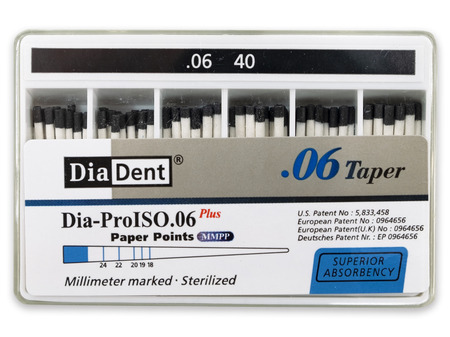 .06 40
DiaDent®
.06 Taper
Dia-ProISO.06 Plus
Paper Points MMPP
24 22 20 19 18
Millimeter marked · Sterilized
U.S. Patent No : 5,833,458
European Patent No : 0964656
European Patent(U.K) No : 0964656
Deutsches Patent Nr. : EP 0964656
SUPERIOR
ABSORBENCY